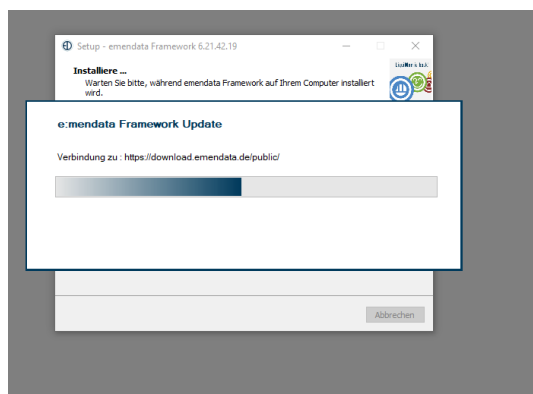 Setup - emendata Framework 6.21.42.19
Installiere ...
Warten Sie bitte, während emendata Framework auf Ihrem Computer installiert
wird.
e:mendata Framework Update
Verbindung zu : https://download.emendata.de/public/
Abbrechen